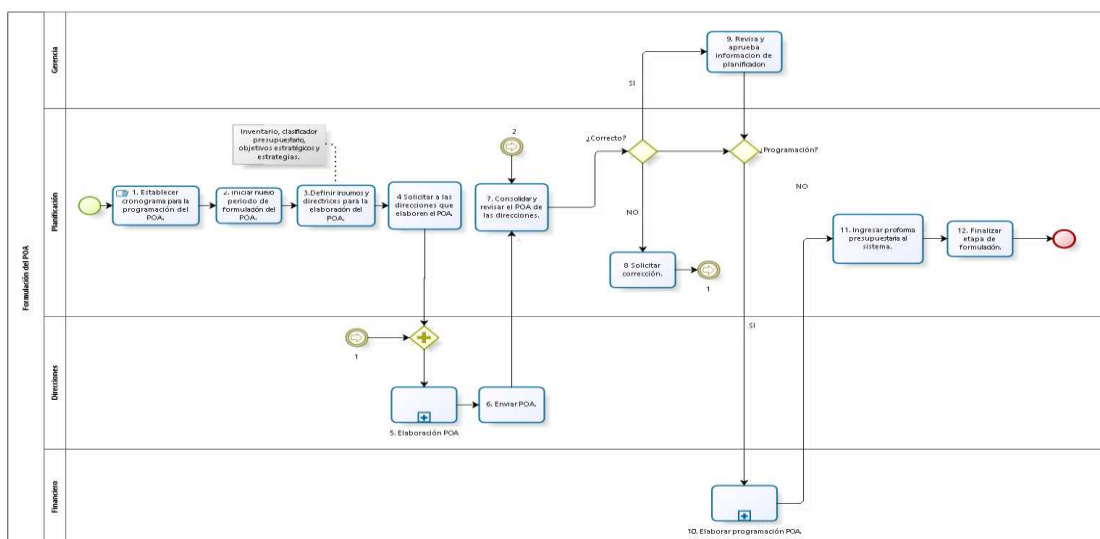 Formulación del POA
Gerencia
9. Revisa y
aprueba
informacion de
planificadon
SI
Planificación
Inventario, clasificador
presupuestario,
objetivos estratégicos y
estrategias.
1. Establecer
cronograma para la
programación del
POA.
2. Iniciar nuevo
periodo de
formulación del
POA.
3.Definir insumos y
directrices para la
elaboración del
POA.
4 Solicitar a las
direcciones que
elaboren el POA.
2
7. Consolidar y
revisar el POA de
las direcciones.
¿Correcto?
¿Programación?
NO
NO
8 Solicitar
corrección.
1
11. Ingresar proforma
presupuestaria al
sistema.
12. Finalizar
etapa de
formulación.
Direcciones
1
SI
5. Elaboración POA
6. Enviar POA.
Financiero
10. Elaborar programación POA.